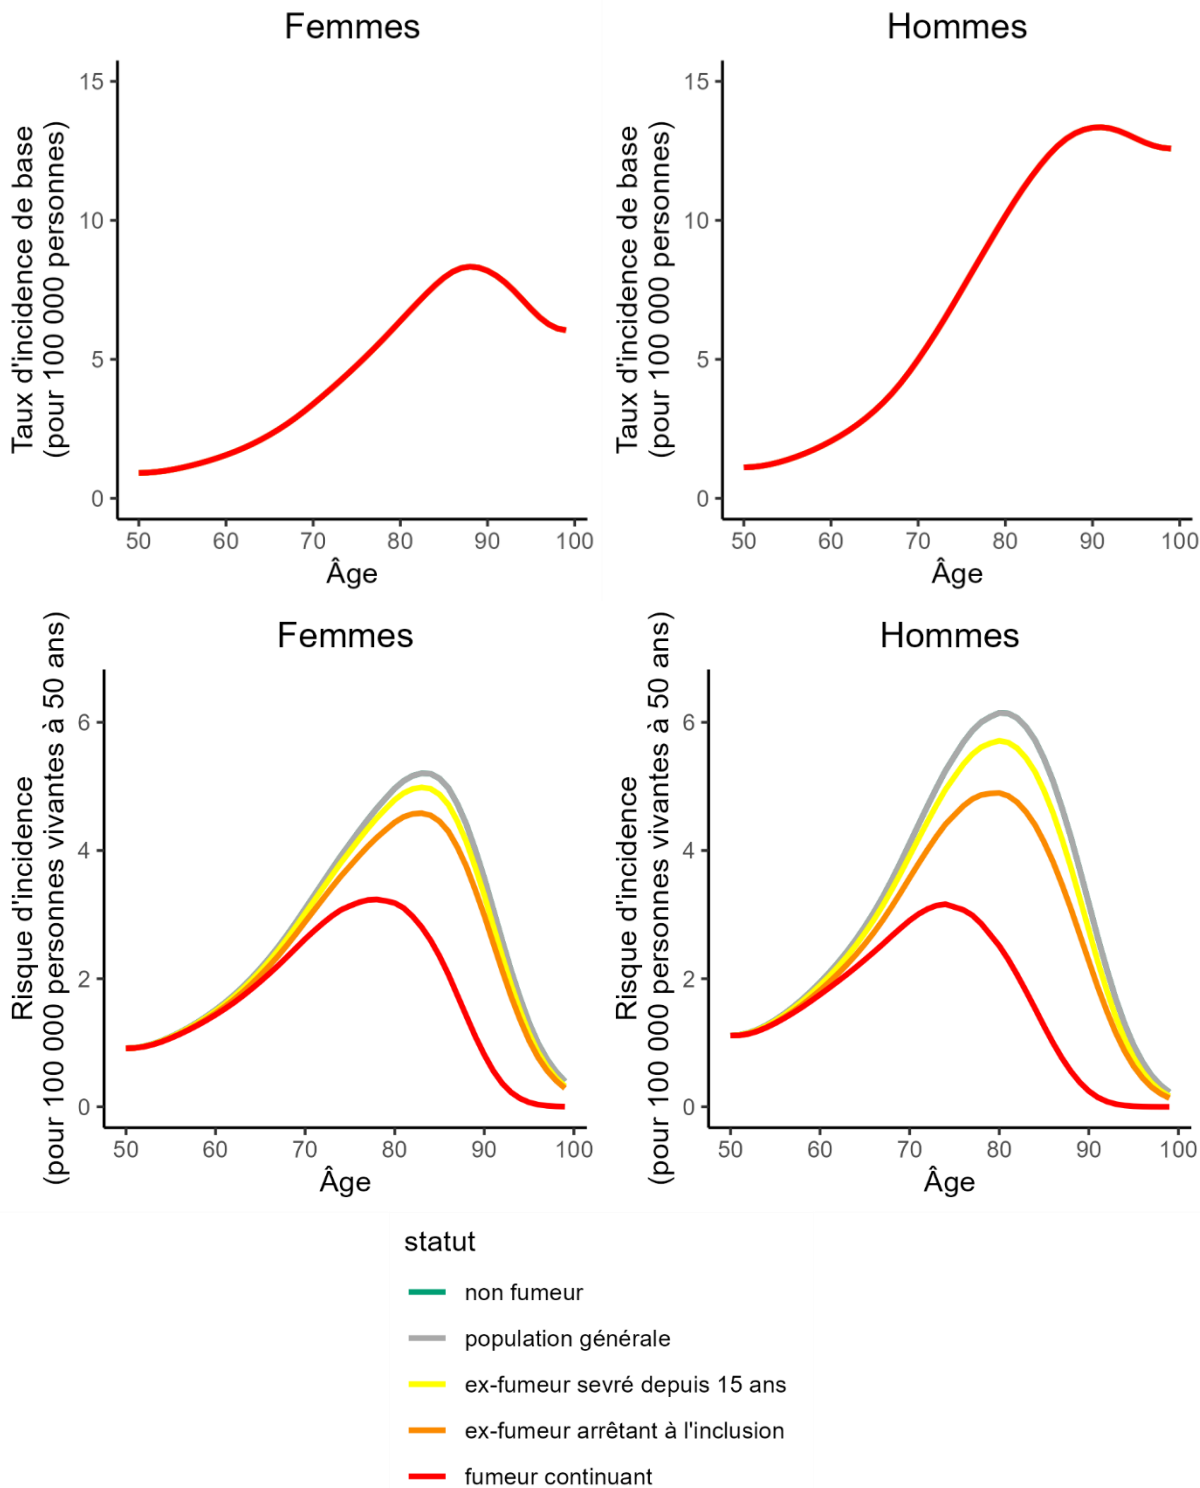 Femmes
Taux d'incidence de base
(pour 100 000 personnes)
15
10
5
0
50 60 70 80 90 100
Âge
Hommes
Taux d'incidence de base
(pour 100 000 personnes)
15
10
5
0
50 60 70 80 90 100
Âge
Femmes
Risque d'incidence
(pour 100 000 personnes vivantes à 50 ans)
6
4
2
0
50 60 70 80 90 100
Âge
Hommes
Risque d'incidence
(pour 100 000 personnes vivantes à 50 ans)
6
4
2
0
50 60 70 80 90 100
Âge
statut
non fumeur
population générale
ex-fumeur sevré depuis 15 ans
ex-fumeur arrêtant à l'inclusion
fumeur continuant